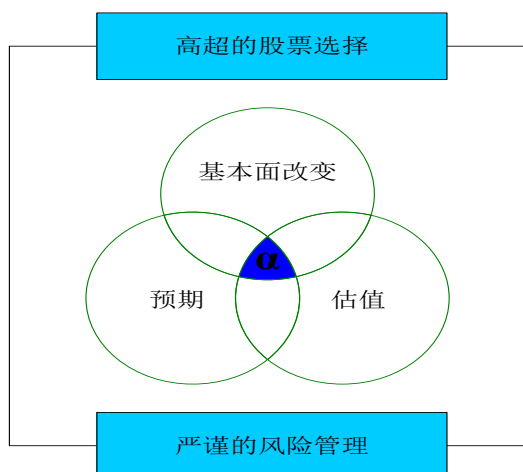 高超的股票选择
基本面改变
α
预期
估值
严谨的风险管理